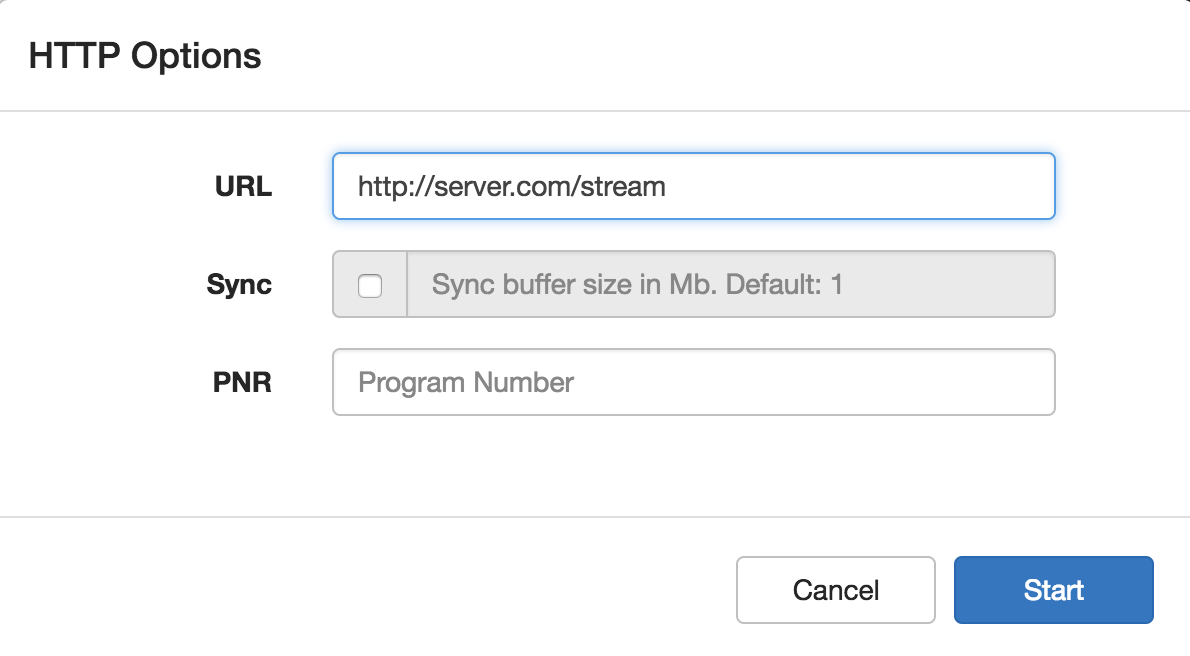 HTTP Options
URL
http://server.com/stream
Sync
Sync buffer size in Mb. Default: 1
PNR
Program Number
Cancel
Start